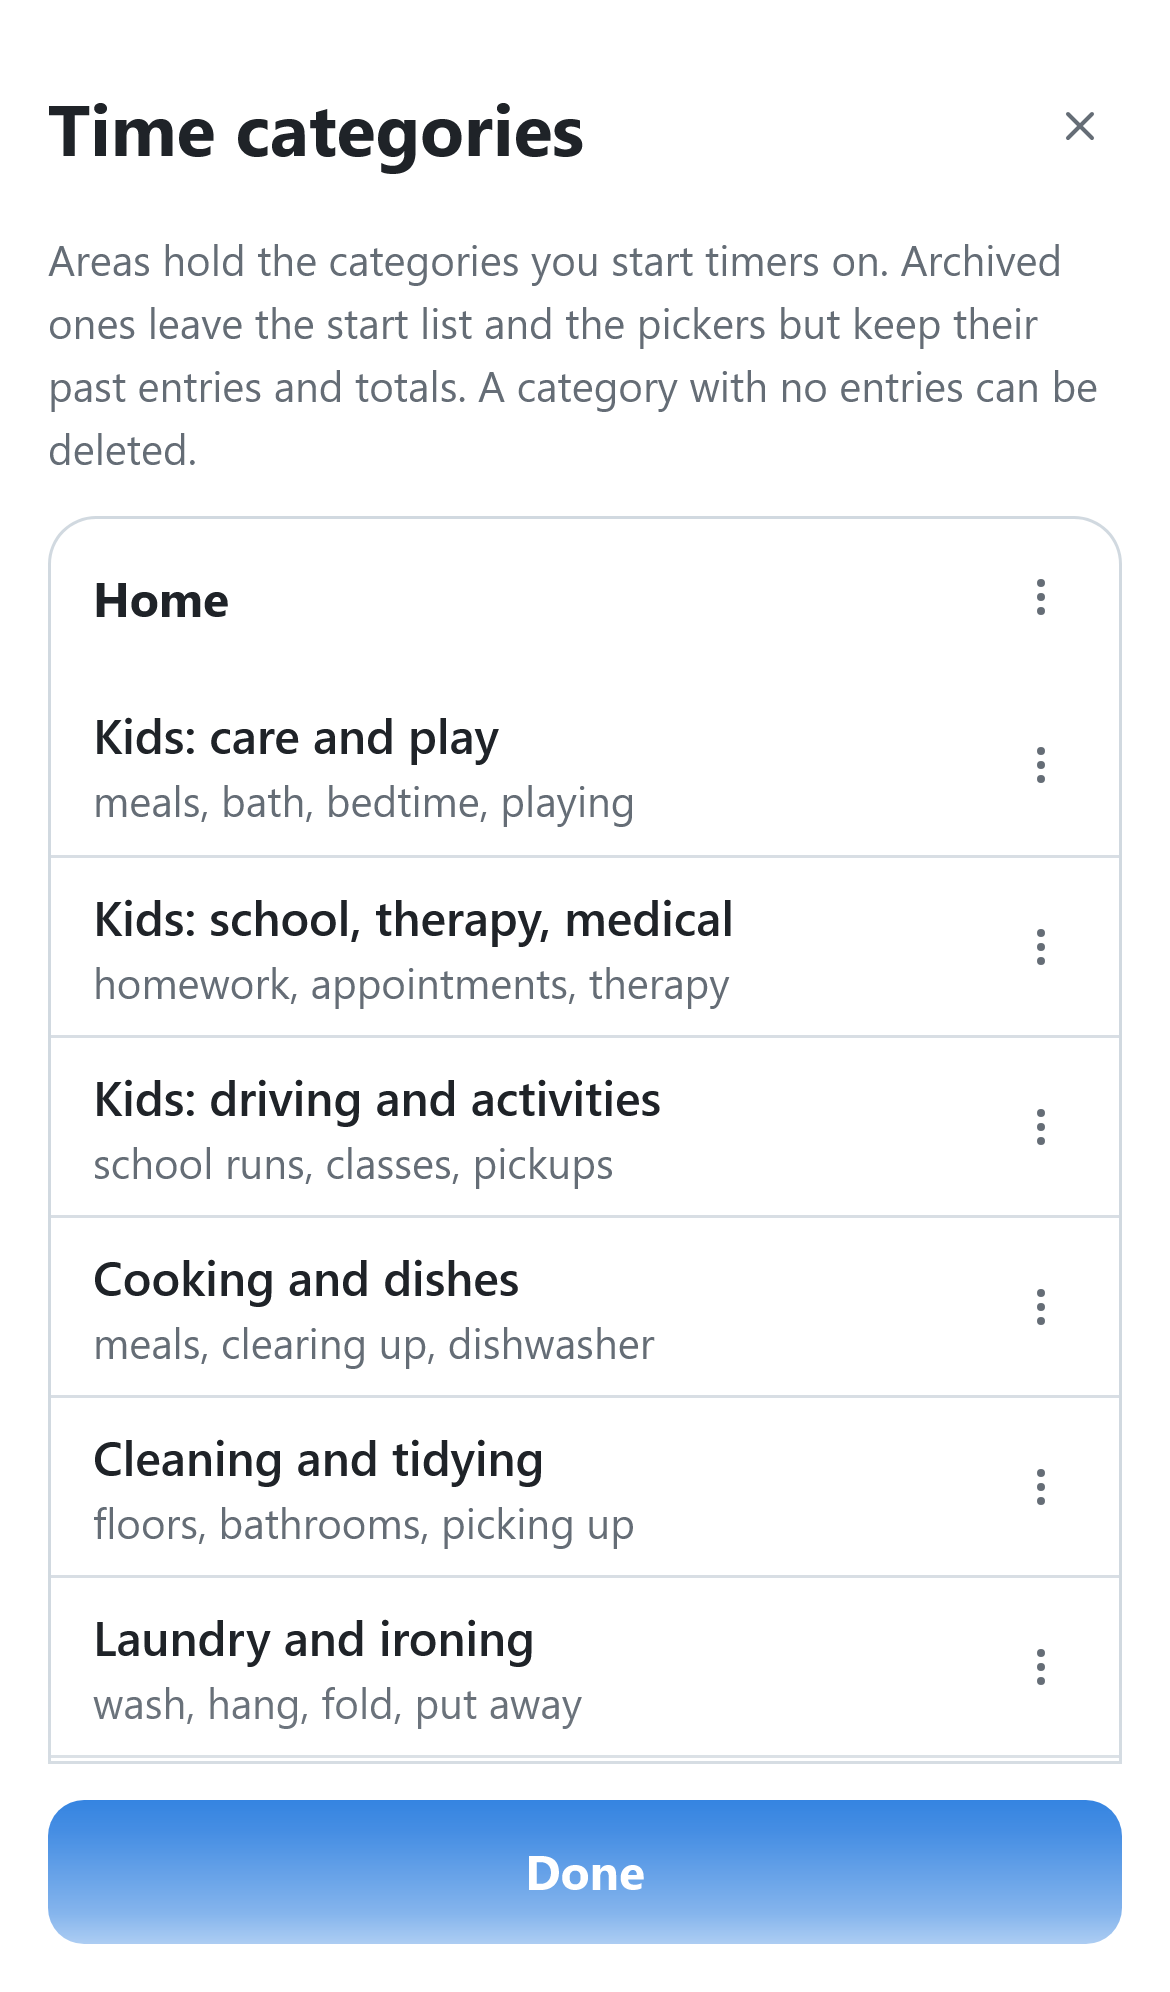 Time categories
Areas hold the categories you start timers on. Archived
ones leave the start list and the pickers but keep their
past entries and totals. A category with no entries can be
deleted.
Home
Kids: care and play
meals, bath, bedtime, playing
Kids: school, therapy, medical
homework, appointments, therapy
Kids: driving and activities
school runs, classes, pickups
Cooking and dishes
meals, clearing up, dishwasher
Cleaning and tidying
floors, bathrooms, picking up
Laundry and ironing
wash, hang, fold, put away
Done